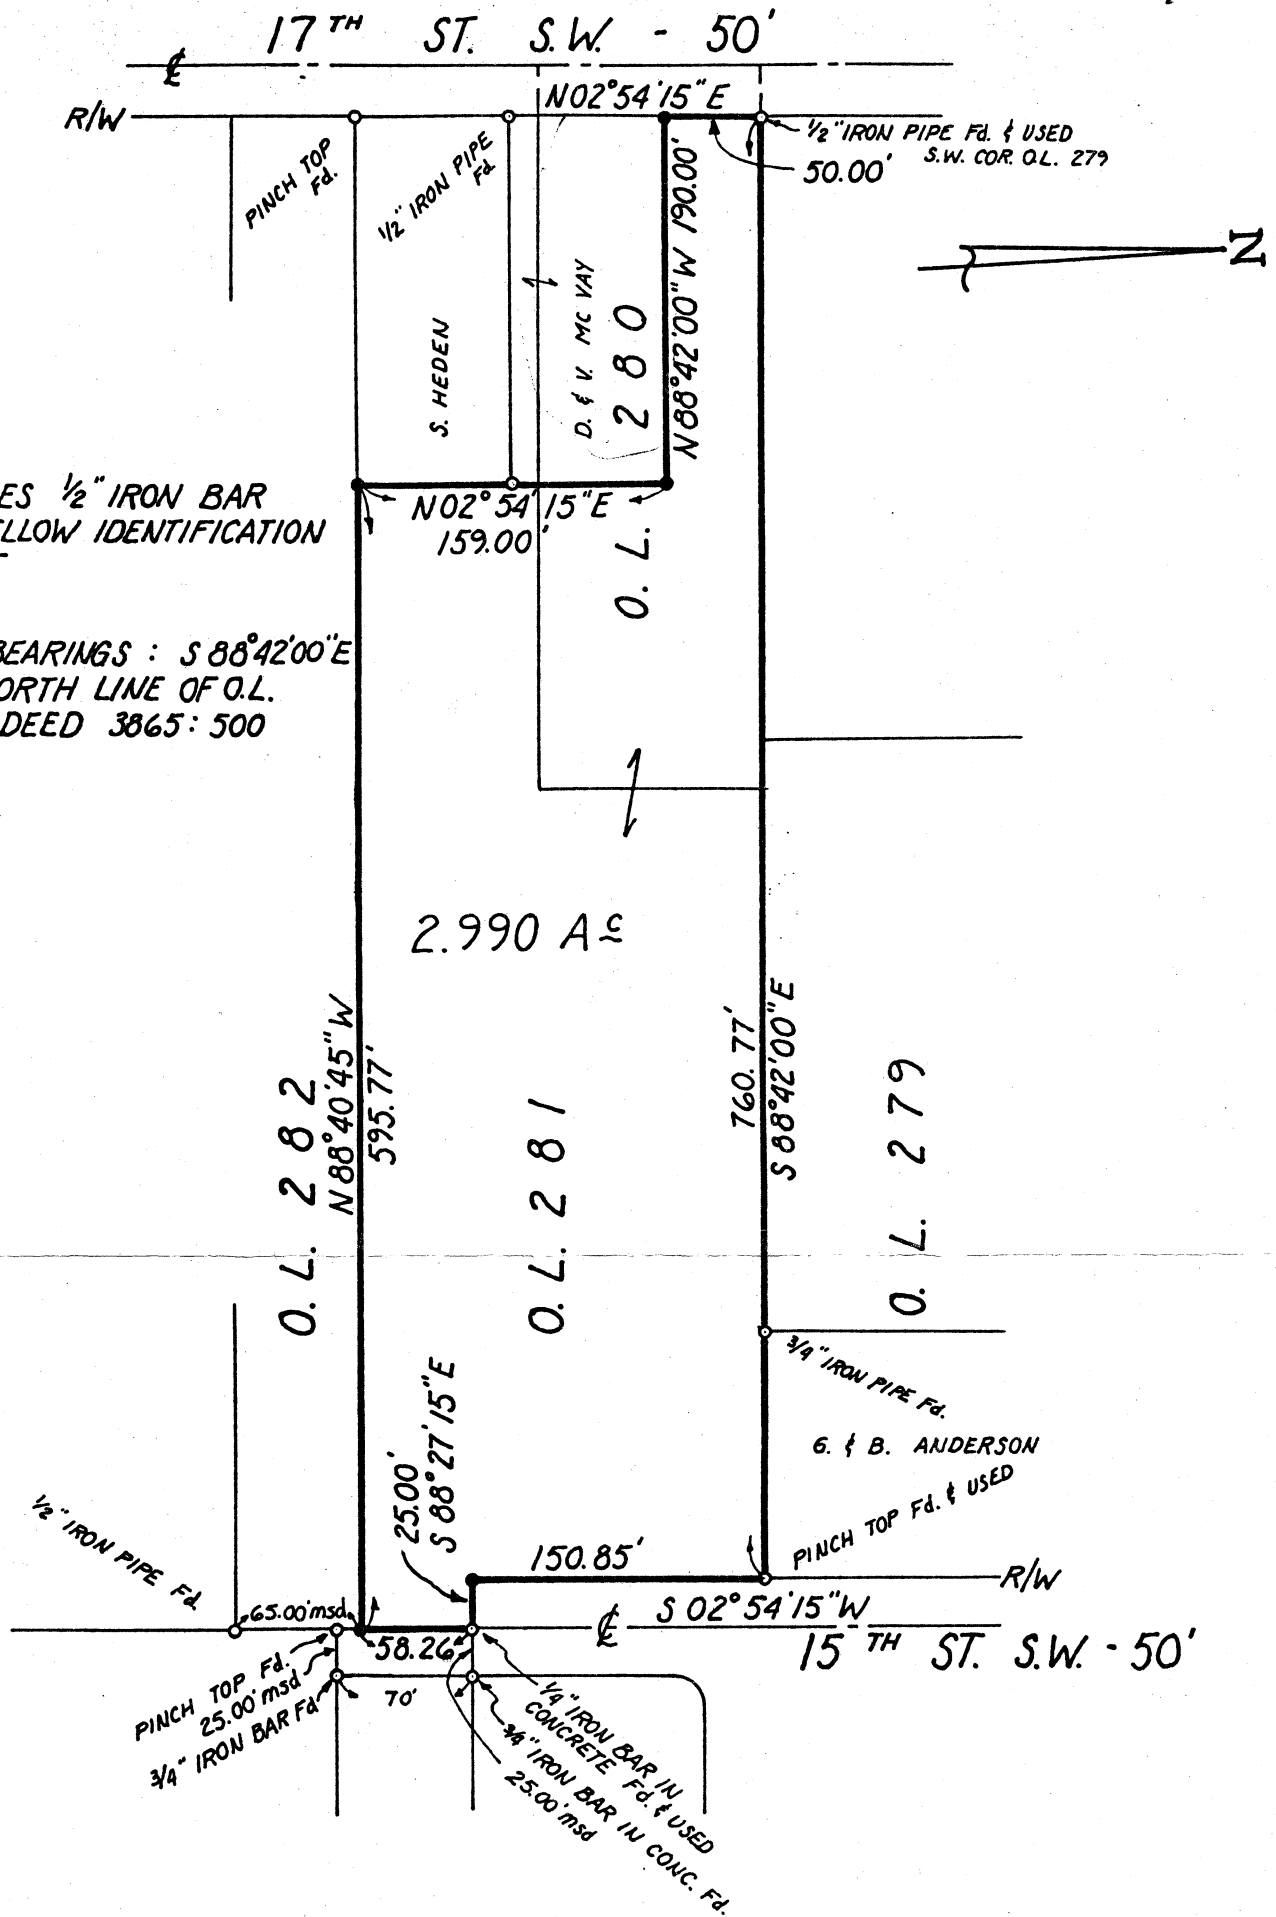 17TH ST. S.W. - 50'
℄
R/W
N02°54'15"E
1/2" IRON PIPE Fd. & USED
S.W. COR. O.L. 279
50.00'
PINCH TOP
Fd.
1/2" IRON PIPE
Fd.
S. HEDEN
D. & V. MC VAY
O. L. 280
N88°42'00"W 190.00'
N
ES 1/2" IRON BAR
LLOW IDENTIFICATION
N02°54'15"E
159.00'
BEARINGS : S88°42'00"E
ORTH LINE OF O.L.
DEED 3865:500
2.990 Ac
O. L. 282
N88°40'45"W
595.77'
O. L. 281
760.77'
S88°42'00"E
O. L. 279
3/4" IRON PIPE Fd.
G. & B. ANDERSON
PINCH TOP Fd. & USED
25.00'
S88°27'15"E
1/2" IRON PIPE Fd.
150.85'
R/W
S02°54'15"W
65.00'msd
58.26'
℄
15TH ST. S.W. - 50'
PINCH TOP Fd.
25.00'msd
3/4" IRON BAR Fd
70'
1/4" IRON BAR IN
CONCRETE Fd. & USED
3/4" IRON BAR IN CONC. Fd.
25.00'msd